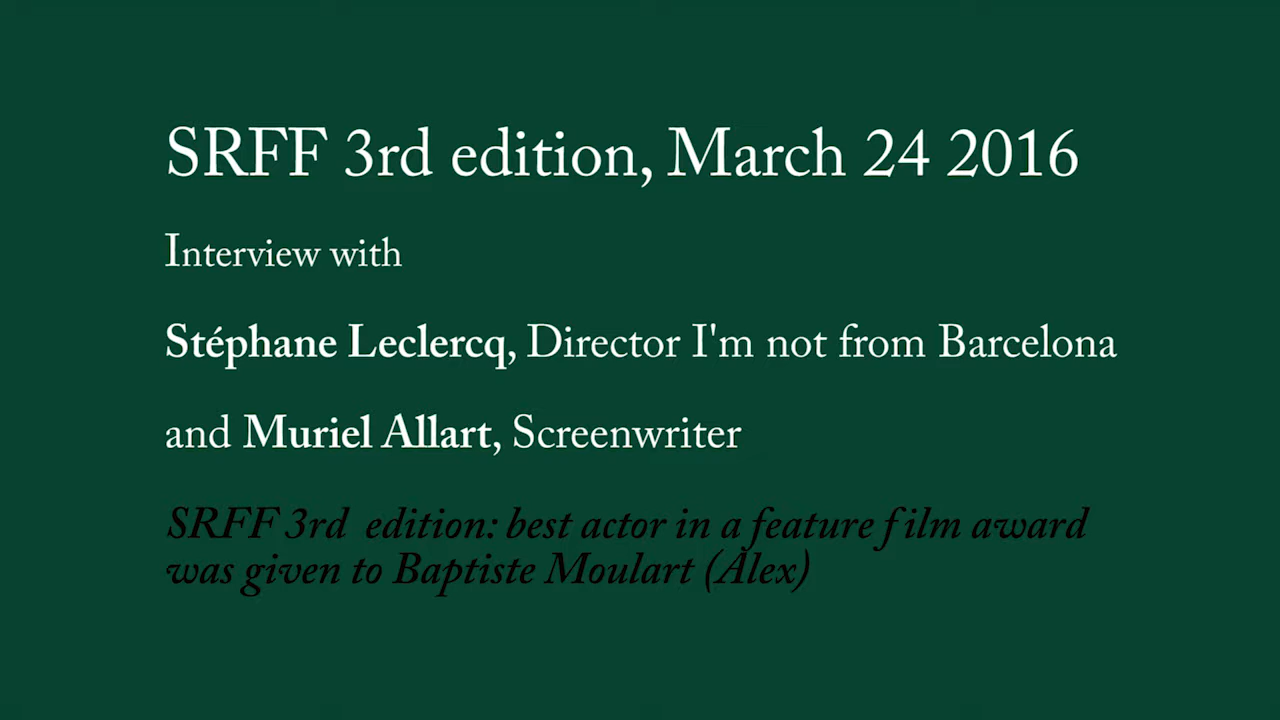 SRFF 3rd edition, March 24 2016
Interview with
Stéphane Leclercq, Director I'm not from Barcelona
and Muriel Allart, Screenwriter
SRFF 3rd edition: best actor in a feature film award
was given to Baptiste Moulart (Alex)